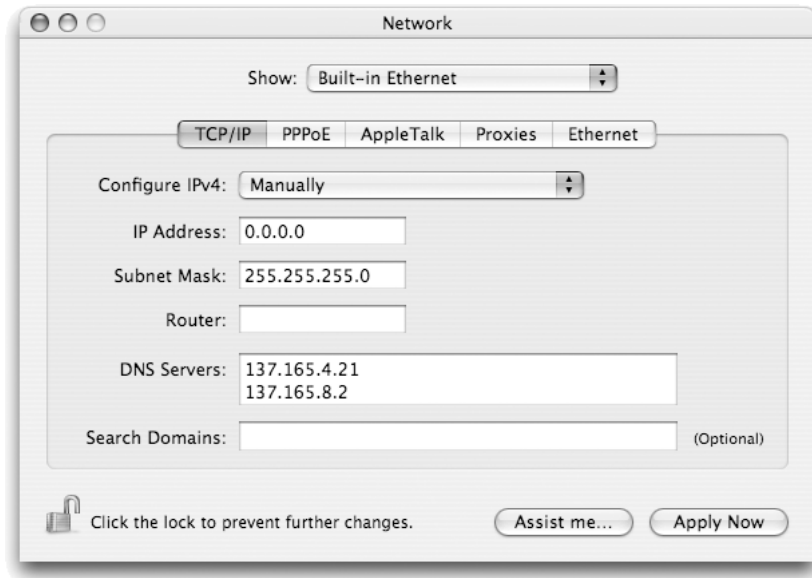 Network
Show: Built-in Ethernet
TCP/IP PPPoE AppleTalk Proxies Ethernet
Configure IPv4: Manually
IP Address: 0.0.0.0
Subnet Mask: 255.255.255.0
Router:
DNS Servers: 137.165.4.21
137.165.8.2
Search Domains: (Optional)
Click the lock to prevent further changes. Assist me... Apply Now